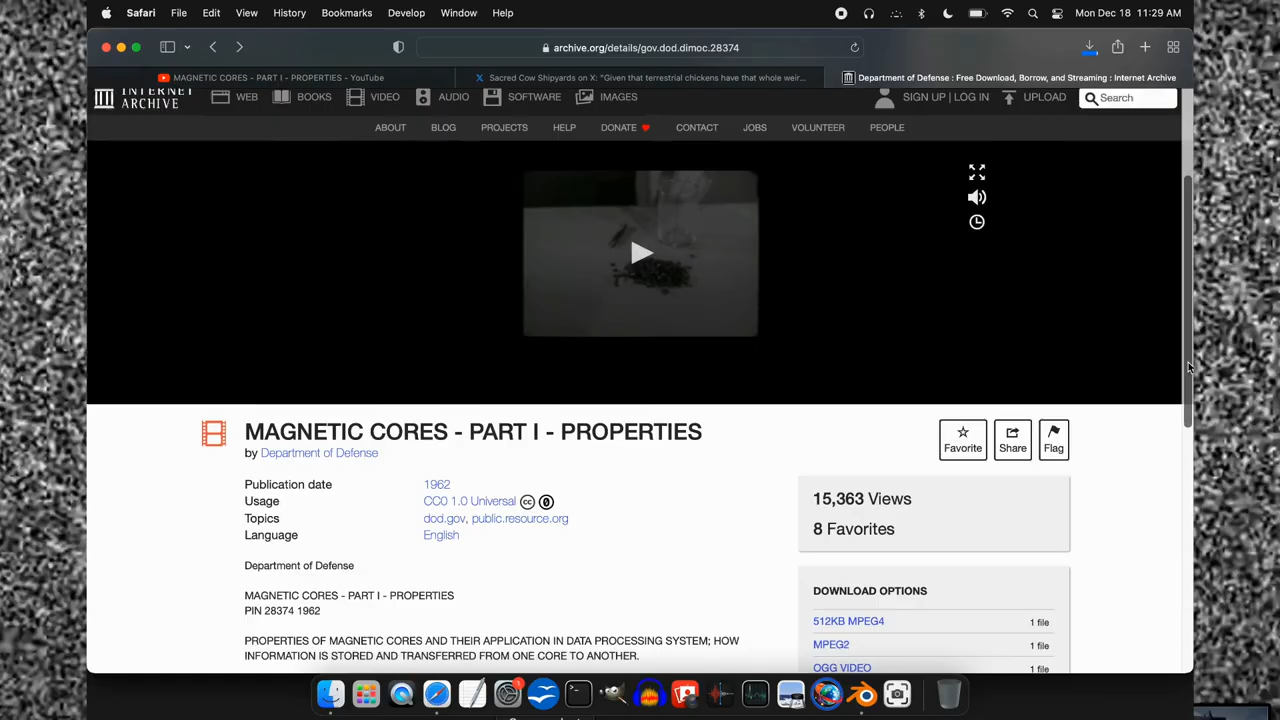 Safari File Edit View History Bookmarks Develop Window Help Mon Dec 18 11:29 AM
archive.org/details/gov.dod.dimoc.28374
MAGNETIC CORES - PART I - PROPERTIES - YouTube
Sacred Cow Shipyards on X: "Given that terrestrial chickens have that whole weir...
Department of Defense : Free Download, Borrow, and Streaming : Internet Archive
INTERNET
ARCHIVE
WEB BOOKS VIDEO AUDIO SOFTWARE IMAGES SIGN UP | LOG IN UPLOAD Search
ABOUT BLOG PROJECTS HELP DONATE CONTACT JOBS VOLUNTEER PEOPLE
MAGNETIC CORES - PART I - PROPERTIES
by Department of Defense
Favorite Share Flag
Publication date 1962
Usage CC0 1.0 Universal
Topics dod.gov, public.resource.org
Language English
15,363 Views
8 Favorites
Department of Defense
MAGNETIC CORES - PART I - PROPERTIES
PIN 28374 1962
PROPERTIES OF MAGNETIC CORES AND THEIR APPLICATION IN DATA PROCESSING SYSTEM; HOW
INFORMATION IS STORED AND TRANSFERRED FROM ONE CORE TO ANOTHER.
DOWNLOAD OPTIONS
512KB MPEG4 1 file
MPEG2 1 file
OGG VIDEO 1 file